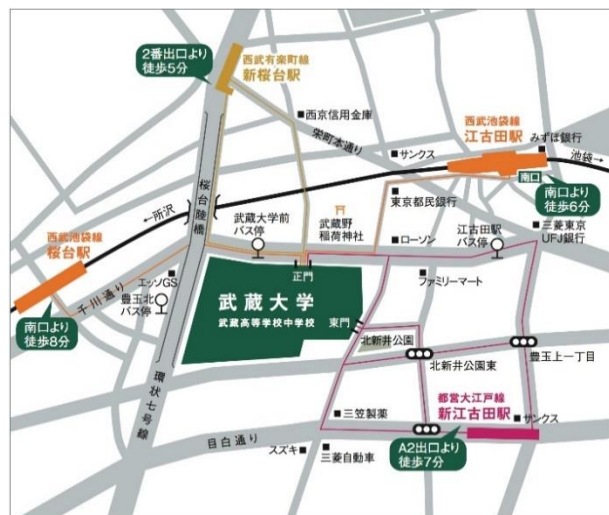 2番出口より
徒歩5分
西武有楽町線
新桜台駅
西京信用金庫
栄町本通り
サンクス
西武池袋線
江古田駅
みずほ銀行
池袋→
南口
南口より
徒歩6分
東京都民銀行
三菱東京
UFJ銀行
←所沢
桜台陸橋
武蔵大学前
バス停
武蔵野
稲荷神社
ローソン
江古田駅
バス停
西武池袋線
桜台駅
エッソGS
豊玉北
バス停
千川通り
南口より
徒歩8分
正門
武蔵大学
武蔵高等学校中学校
東門
ファミリーマート
北新井公園
北新井公園東
豊玉上一丁目
環状七号線
目白通り
三笠製薬
スズキ
三菱自動車
都営大江戸線
新江古田駅
サンクス
A2出口より
徒歩7分